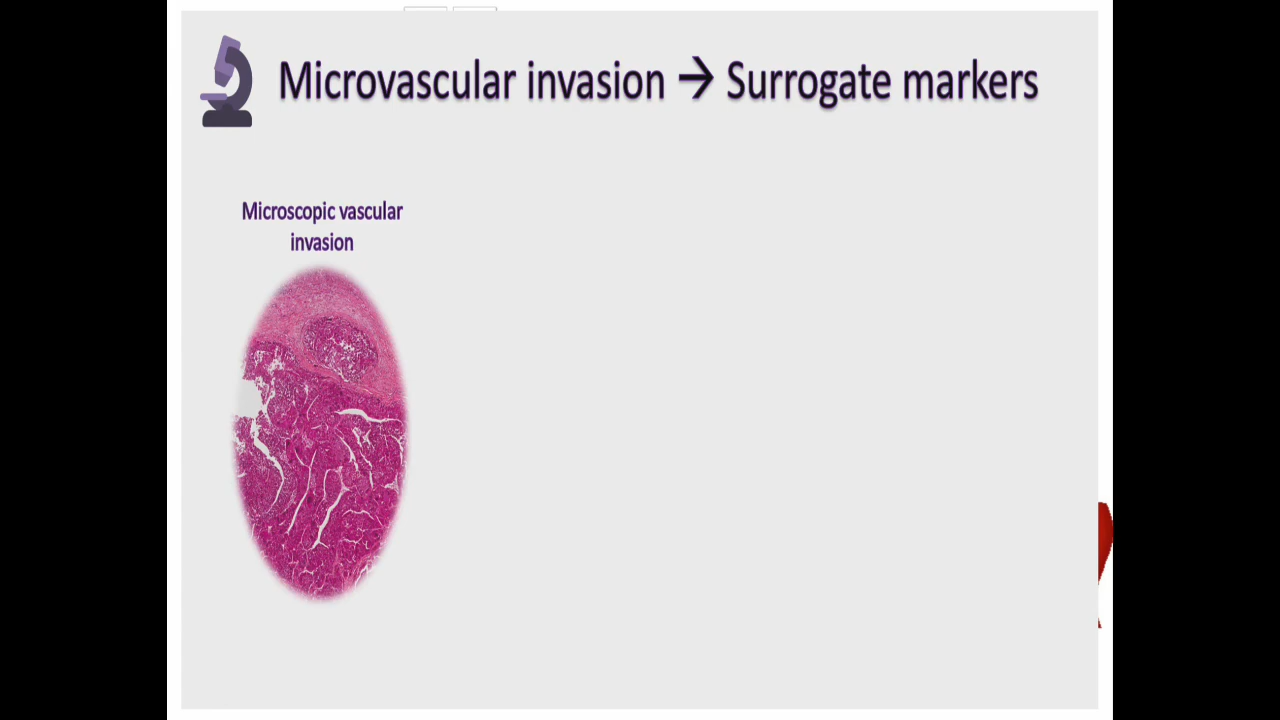 Microvascular invasion → Surrogate markers
Microscopic vascular
invasion